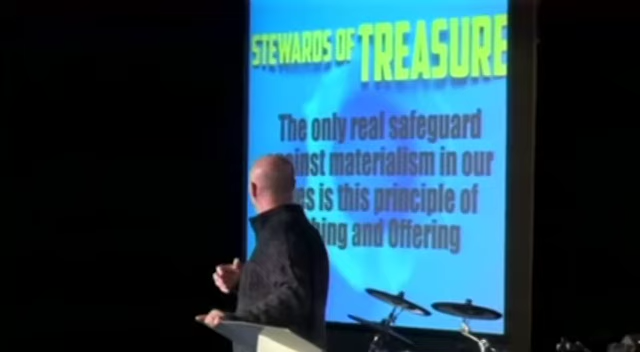 STEWARDS OF TREASURE
The only real safeguard
materialism in our
is this principle of
and Offering